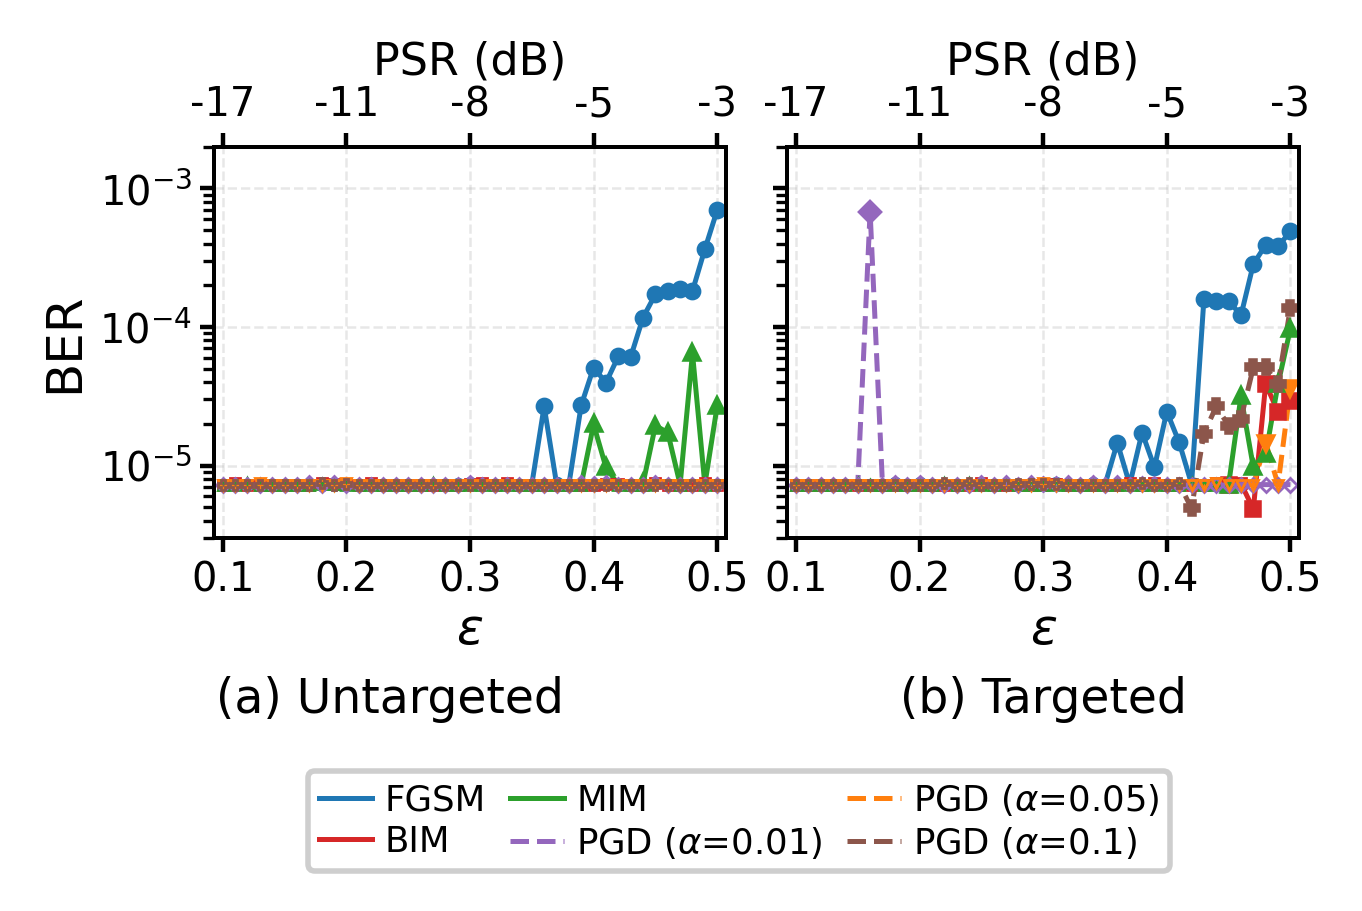 PSR (dB) PSR (dB)
-17 -11 -8 -5 -3 -17 -11 -8 -5 -3
10⁻³
10⁻⁴
10⁻⁵
BER
0.1 0.2 0.3 0.4 0.5 0.1 0.2 0.3 0.4 0.5
ε ε
(a) Untargeted (b) Targeted
FGSM MIM PGD (α=0.05)
BIM PGD (α=0.01) PGD (α=0.1)